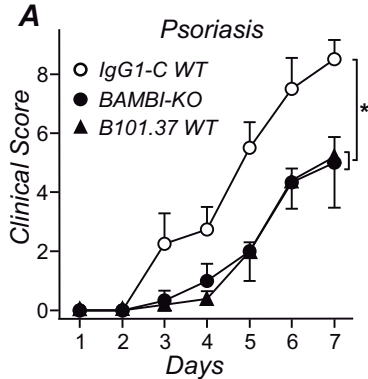 A
Psoriasis
IgG1-C WT
BAMBI-KO
B101.37 WT
Clinical Score
8
6
4
2
0
*
1 2 3 4 5 6 7
Days